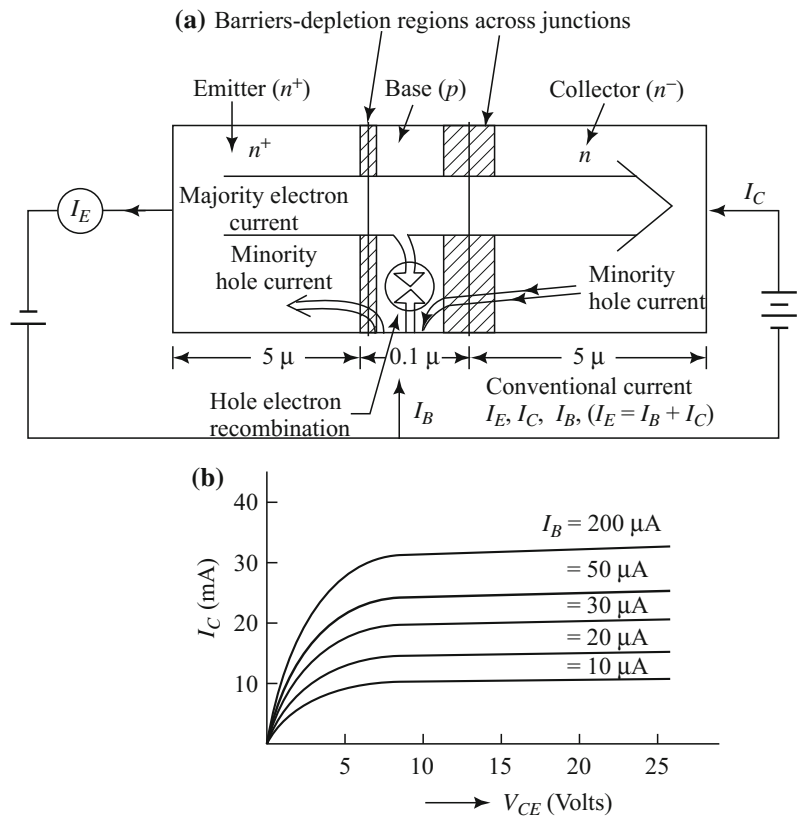 (a) Barriers-depletion regions across junctions
Emitter (n⁺)
Base (p)
Collector (n⁻)
n⁺
n
I_E
Majority electron
current
I_C
Minority
hole current
Minority
hole current
5 μ
0.1 μ
5 μ
Hole electron
recombination
I_B
Conventional current
I_E, I_C, I_B, (I_E = I_B + I_C)
(b)
40
30
20
10
I_C (mA)
I_B = 200 μA
= 50 μA
= 30 μA
= 20 μA
= 10 μA
5 10 15 20 25
V_CE (Volts)